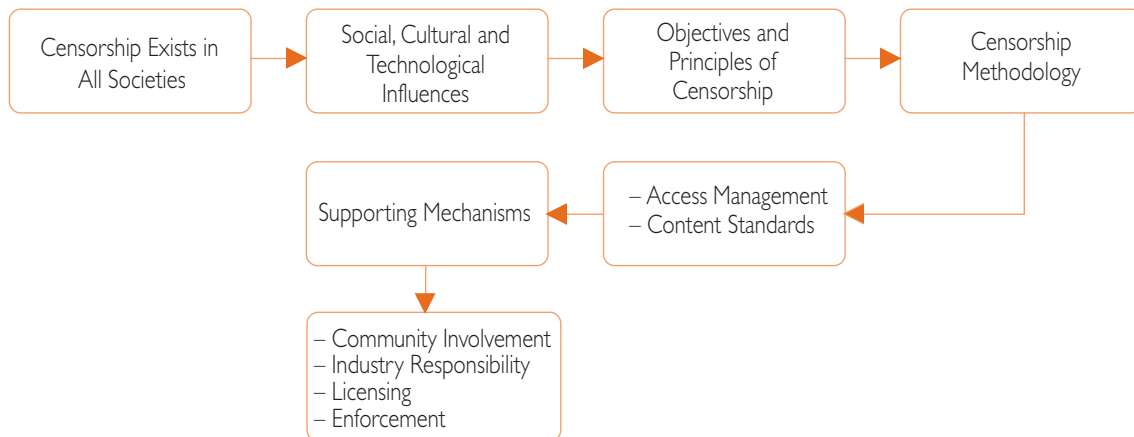 Censorship Exists in
All Societies
Social, Cultural and
Technological
Influences
Objectives and
Principles of
Censorship
Censorship
Methodology
– Access Management
– Content Standards
Supporting Mechanisms
– Community Involvement
– Industry Responsibility
– Licensing
– Enforcement